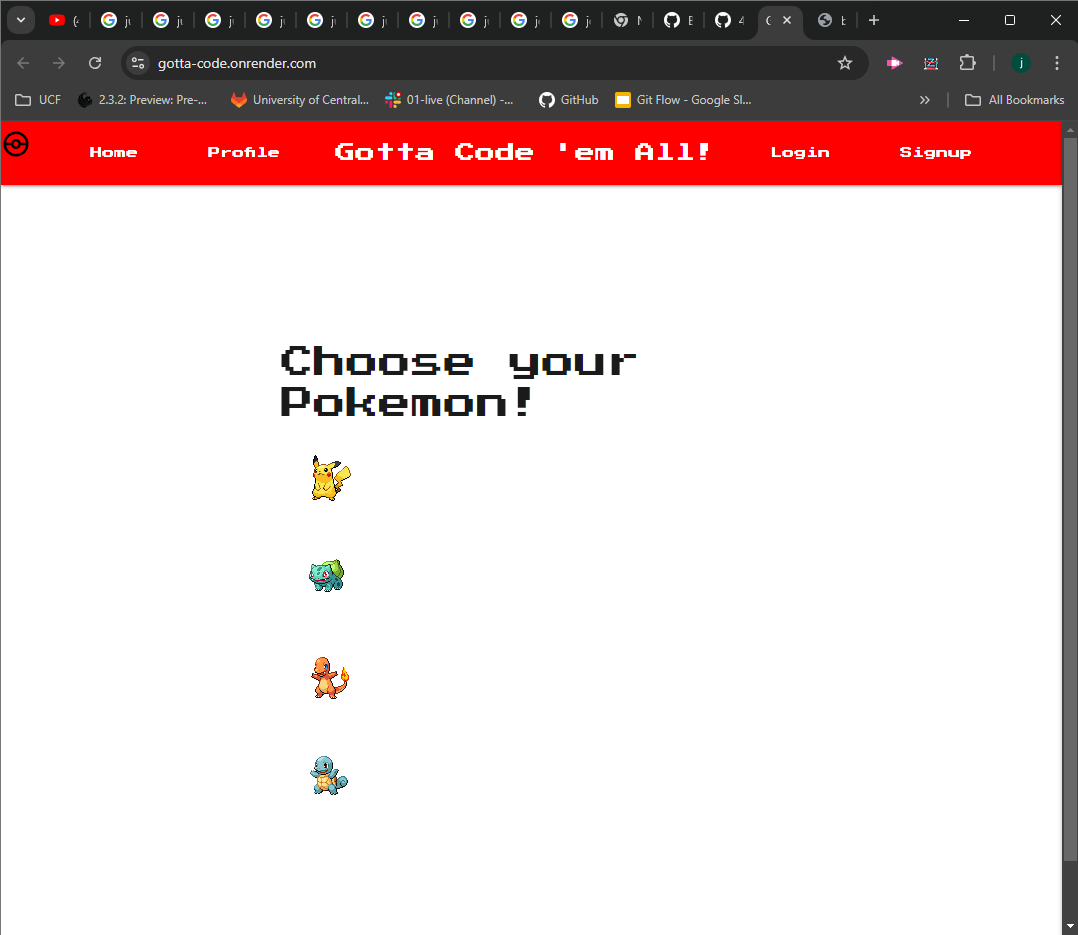 gotta-code.onrender.com
UCF
2.3.2: Preview: Pre-...
University of Central...
01-live (Channel) -...
GitHub
Git Flow - Google Sl...
All Bookmarks
Home
Profile
Gotta Code 'em All!
Login
Signup
Choose your
Pokemon!